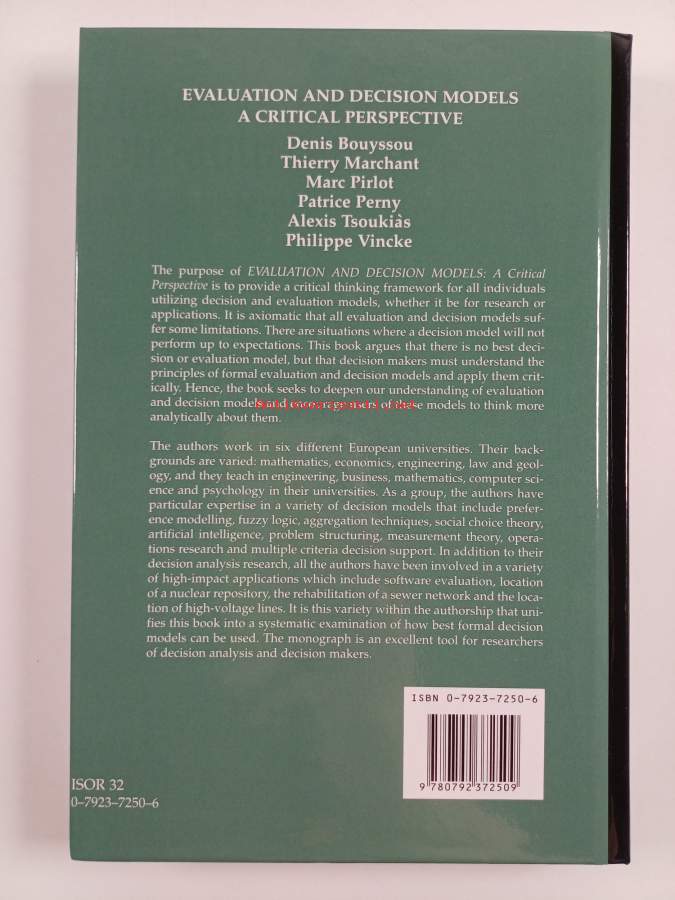 EVALUATION AND DECISION MODELS
A CRITICAL PERSPECTIVE
Denis Bouyssou
Thierry Marchant
Marc Pirlot
Patrice Perny
Alexis Tsoukiàs
Philippe Vincke
The purpose of EVALUATION AND DECISION MODELS: A Critical
Perspective is to provide a critical thinking framework for all individuals
utilizing decision and evaluation models, whether it be for research or
applications. It is axiomatic that all evaluation and decision models suf-
fer some limitations. There are situations where a decision model will not
perform up to expectations. This book argues that there is no best deci-
sion or evaluation model, but that decision makers must understand the
principles of formal evaluation and decision models and apply them crit-
ically. Hence, the book seeks to deepen our understanding of evaluation
and decision models and encourage users of these models to think more
analytically about them.
The authors work in six different European universities. Their back-
grounds are varied: mathematics, economics, engineering, law and geol-
ogy, and they teach in engineering, business, mathematics, computer sci-
ence and psychology in their universities. As a group, the authors have
particular expertise in a variety of decision models that include prefer-
ence modelling, fuzzy logic, aggregation techniques, social choice theory,
artificial intelligence, problem structuring, measurement theory, opera-
tions research and multiple criteria decision support. In addition to their
decision analysis research, all the authors have been involved in a variety
of high-impact applications which include software evaluation, location
of a nuclear repository, the rehabilitation of a sewer network and the loca-
tion of high-voltage lines. It is this variety within the authorship that uni-
fies this book into a systematic examination of how best formal decision
models can be used. The monograph is an excellent tool for researchers
of decision analysis and decision makers.
ISBN 0-7923-7250-6
9 780792 372509
ISOR 32
0-7923-7250-6